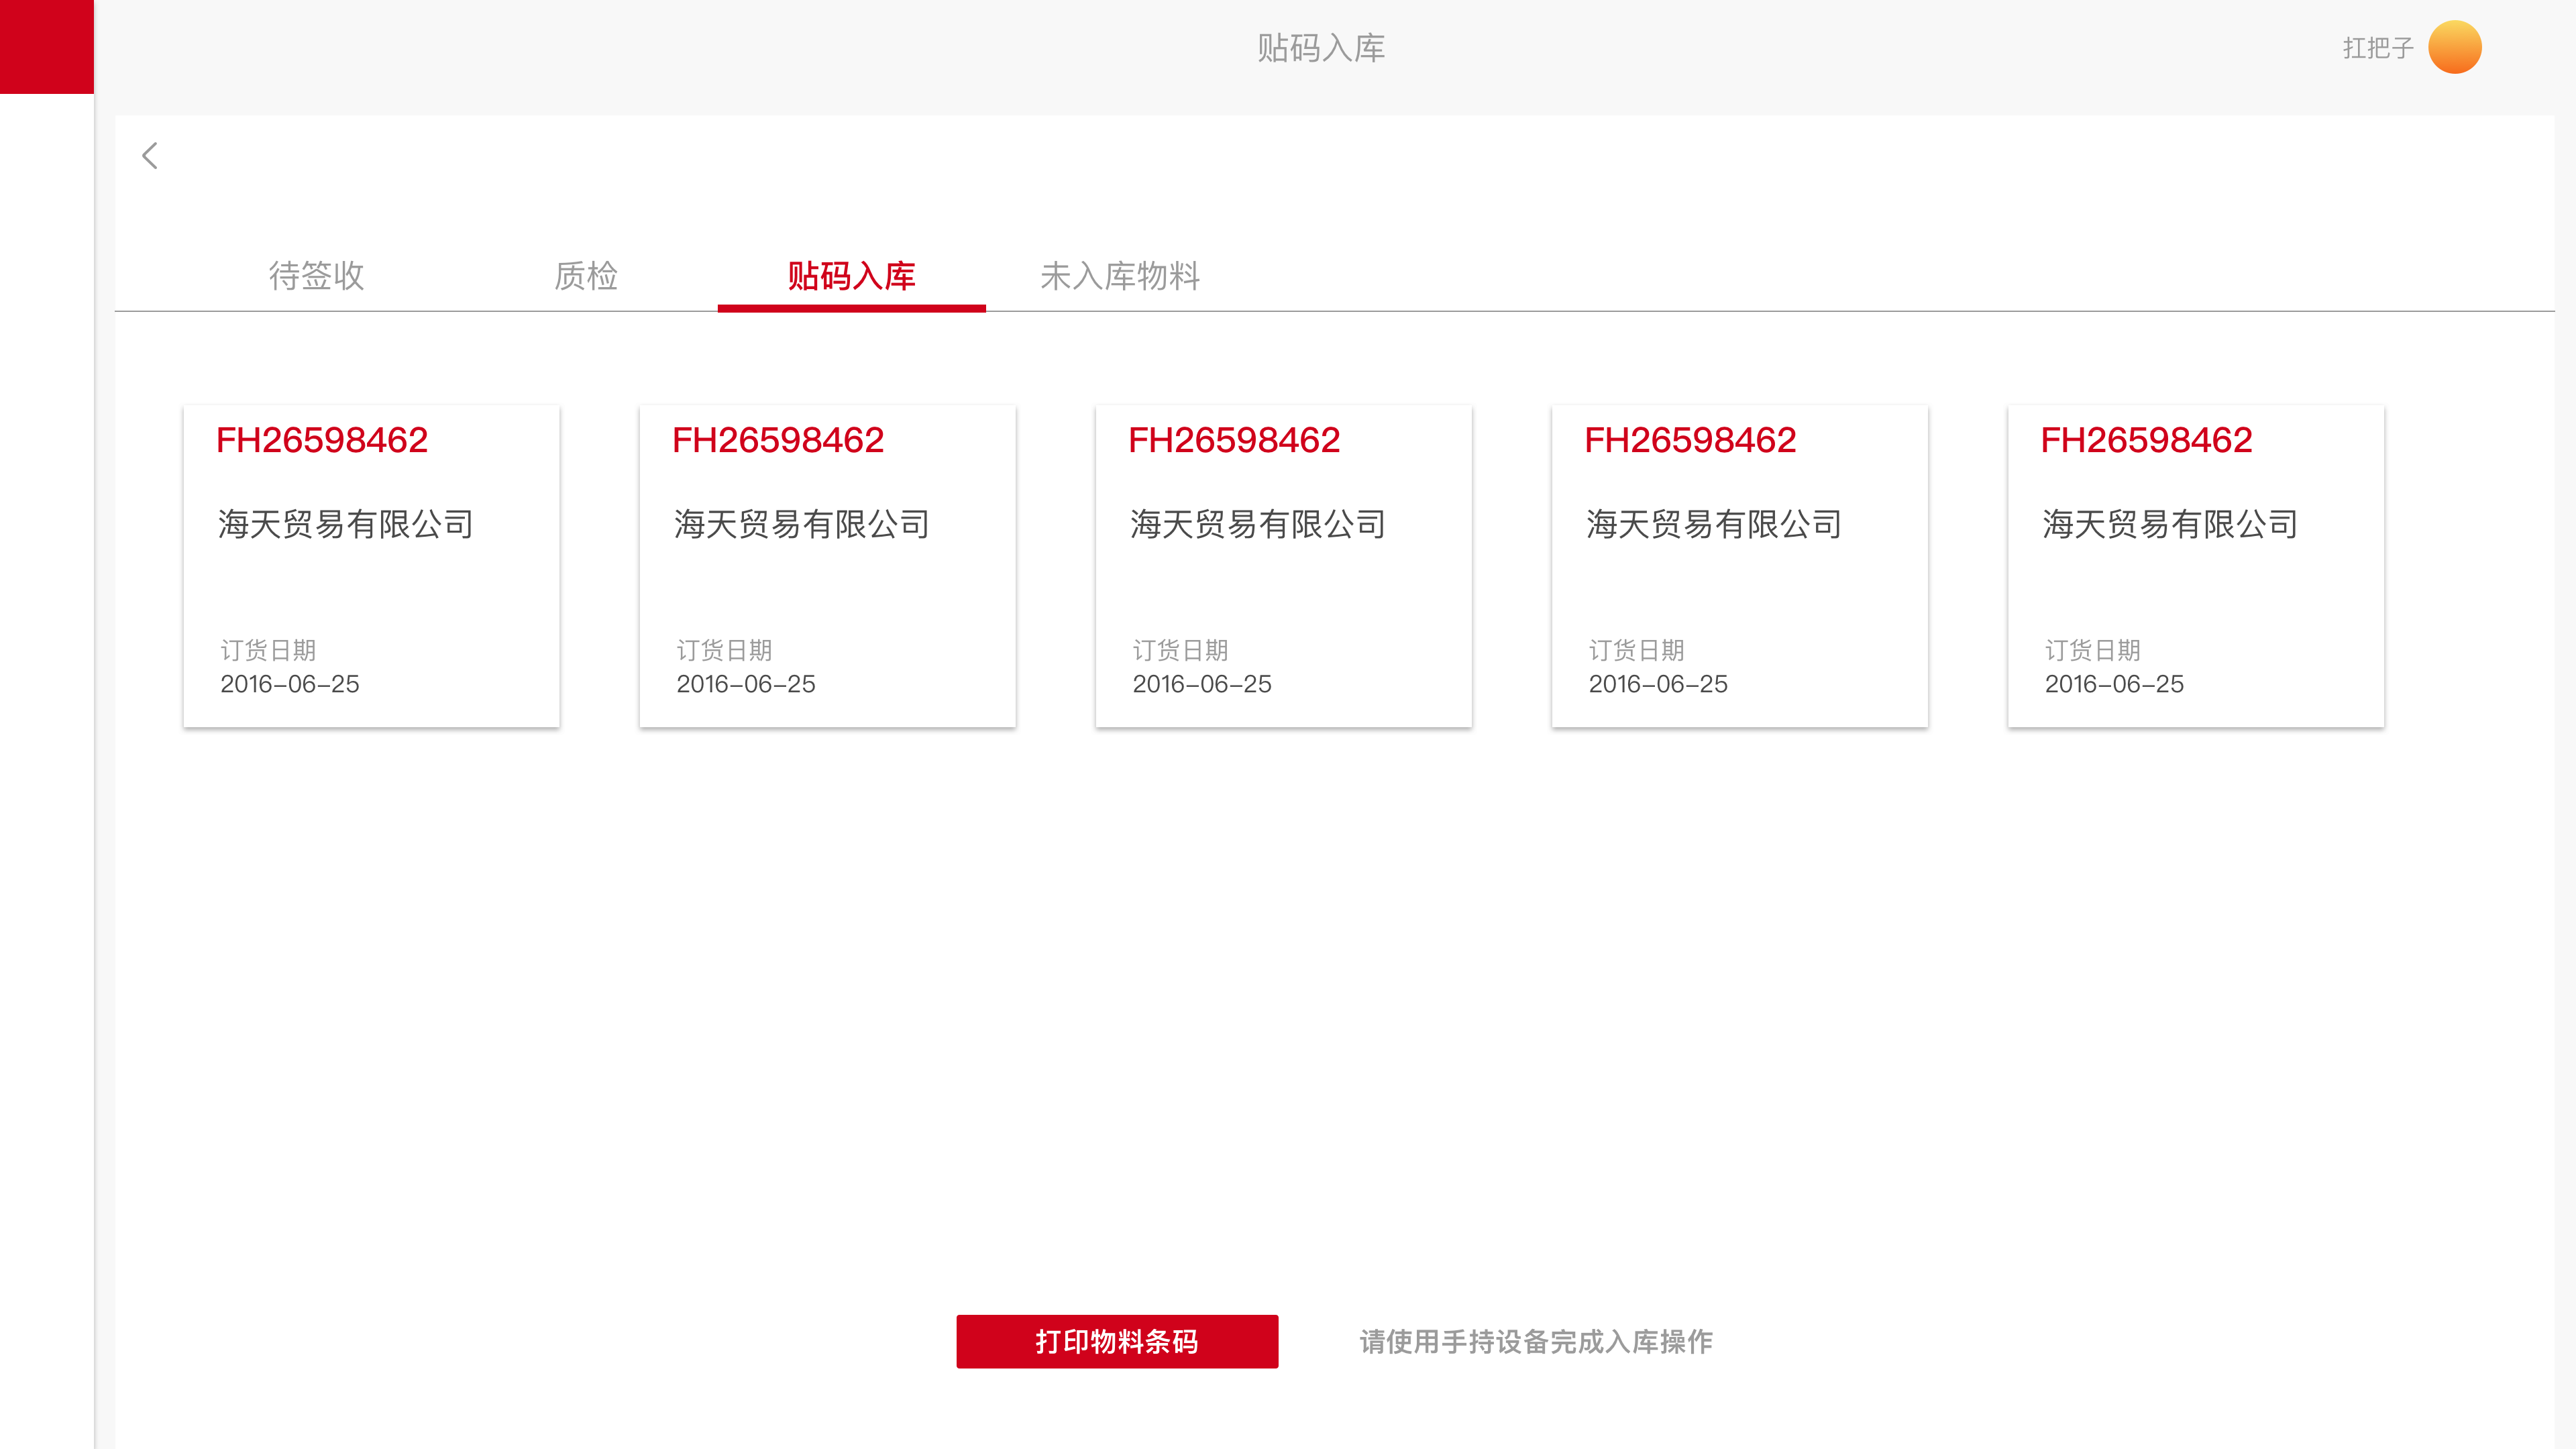 贴码入库
扛把子
待签收
质检
贴码入库
未入库物料
FH26598462
海天贸易有限公司
订货日期
2016-06-25
FH26598462
海天贸易有限公司
订货日期
2016-06-25
FH26598462
海天贸易有限公司
订货日期
2016-06-25
FH26598462
海天贸易有限公司
订货日期
2016-06-25
FH26598462
海天贸易有限公司
订货日期
2016-06-25
打印物料条码
请使用手持设备完成入库操作